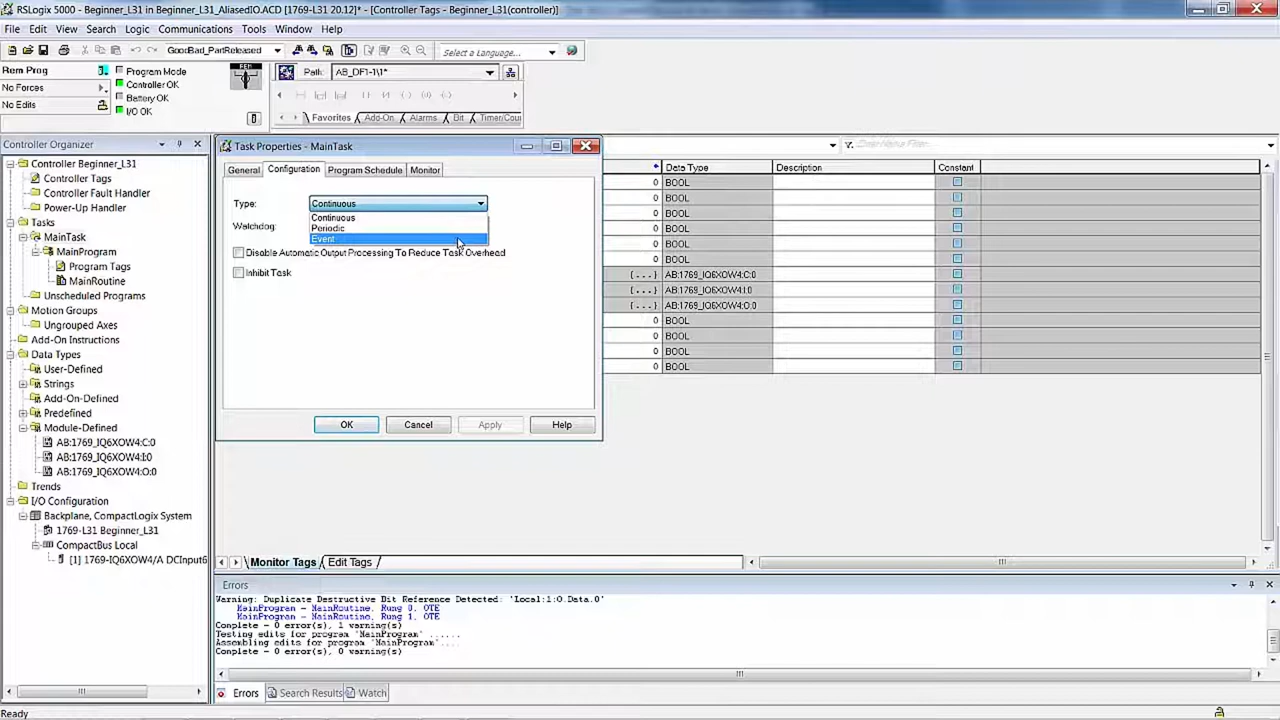 RSLogix 5000 - Beginner_L31 in Beginner_L31_AliasedIO.ACD [1769-L31 20.12]* - [Controller Tags - Beginner_L31(controller)]
File Edit View Search Logic Communications Tools Window Help
GoodBad_PartReleased
Select a Language...
Rem Prog
No Forces
No Edits
Program Mode
Controller OK
Battery OK
I/O OK
REM
Path: AB_DF1-1\1*
Favorites Add-On Alarms Bit Timer/Coun
Controller Organizer
Controller Beginner_L31
Controller Tags
Controller Fault Handler
Power-Up Handler
Tasks
MainTask
MainProgram
Program Tags
MainRoutine
Unscheduled Programs
Motion Groups
Ungrouped Axes
Add-On Instructions
Data Types
User-Defined
Strings
Add-On-Defined
Predefined
Module-Defined
AB:1769_IQ6XOW4:C:0
AB:1769_IQ6XOW4:I:0
AB:1769_IQ6XOW4:O:0
Trends
I/O Configuration
Backplane, CompactLogix System
1769-L31 Beginner_L31
CompactBus Local
[1] 1769-IQ6XOW4/A DCInput6
Task Properties - MainTask
General Configuration Program Schedule Monitor
Type: Continuous
Continuous
Periodic
Event
Watchdog:
Disable Automatic Output Processing To Reduce Task Overhead
Inhibit Task
OK Cancel Apply Help
Enter Name Filter...
Data Type Description Constant
0 BOOL
0 BOOL
0 BOOL
0 BOOL
0 BOOL
0 BOOL
{...} AB:1769_IQ6XOW4:C:0
{...} AB:1769_IQ6XOW4:I:0
{...} AB:1769_IQ6XOW4:O:0
0 BOOL
0 BOOL
0 BOOL
0 BOOL
Monitor Tags Edit Tags
Errors
Warning: Duplicate Destructive Bit Reference Detected: 'Local:1:O.Data.0'
MainProgram - MainRoutine, Rung 0, OTE
MainProgram - MainRoutine, Rung 1, OTE
Complete - 0 error(s), 1 warning(s)
Testing edits for program 'MainProgram' ......
Assembling edits for program 'MainProgram'....
Complete - 0 error(s), 0 warning(s)
Errors Search Results Watch